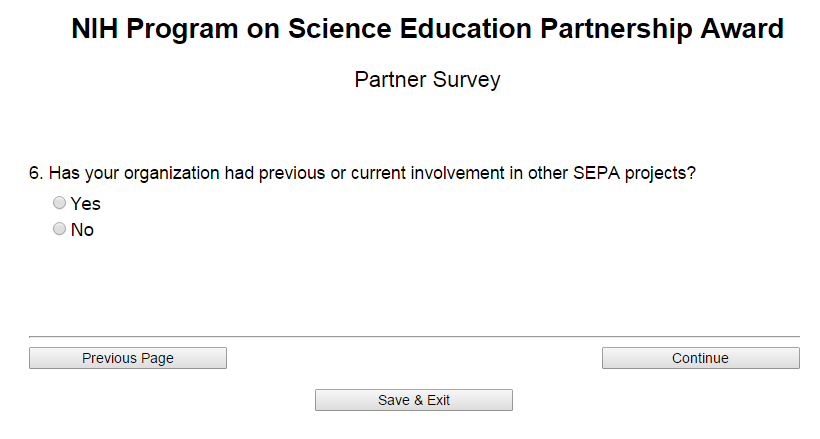 NIH Program on Science Education Partnership Award
Partner Survey
6. Has your organization had previous or current involvement in other SEPA projects?
Yes
No
Previous Page
Continue
Save & Exit